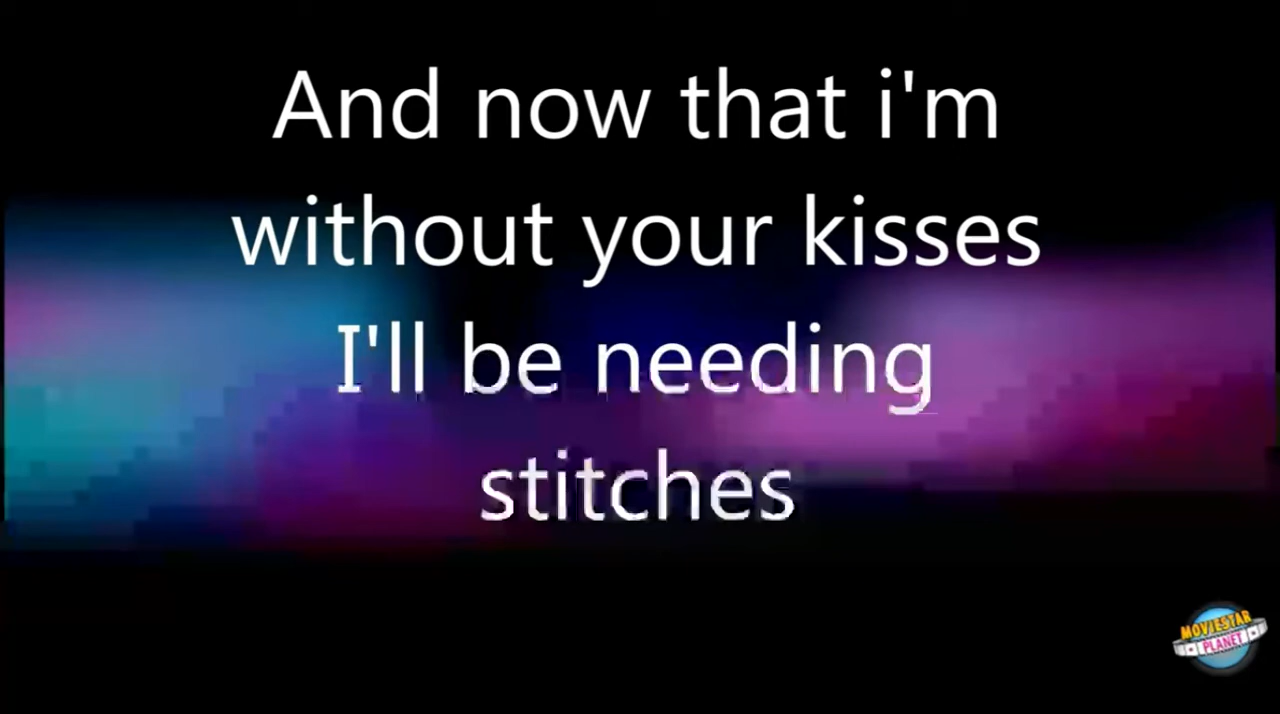 And now that i'm
without your kisses
I'll be needing
stitches
MOVIESTAR
PLANET